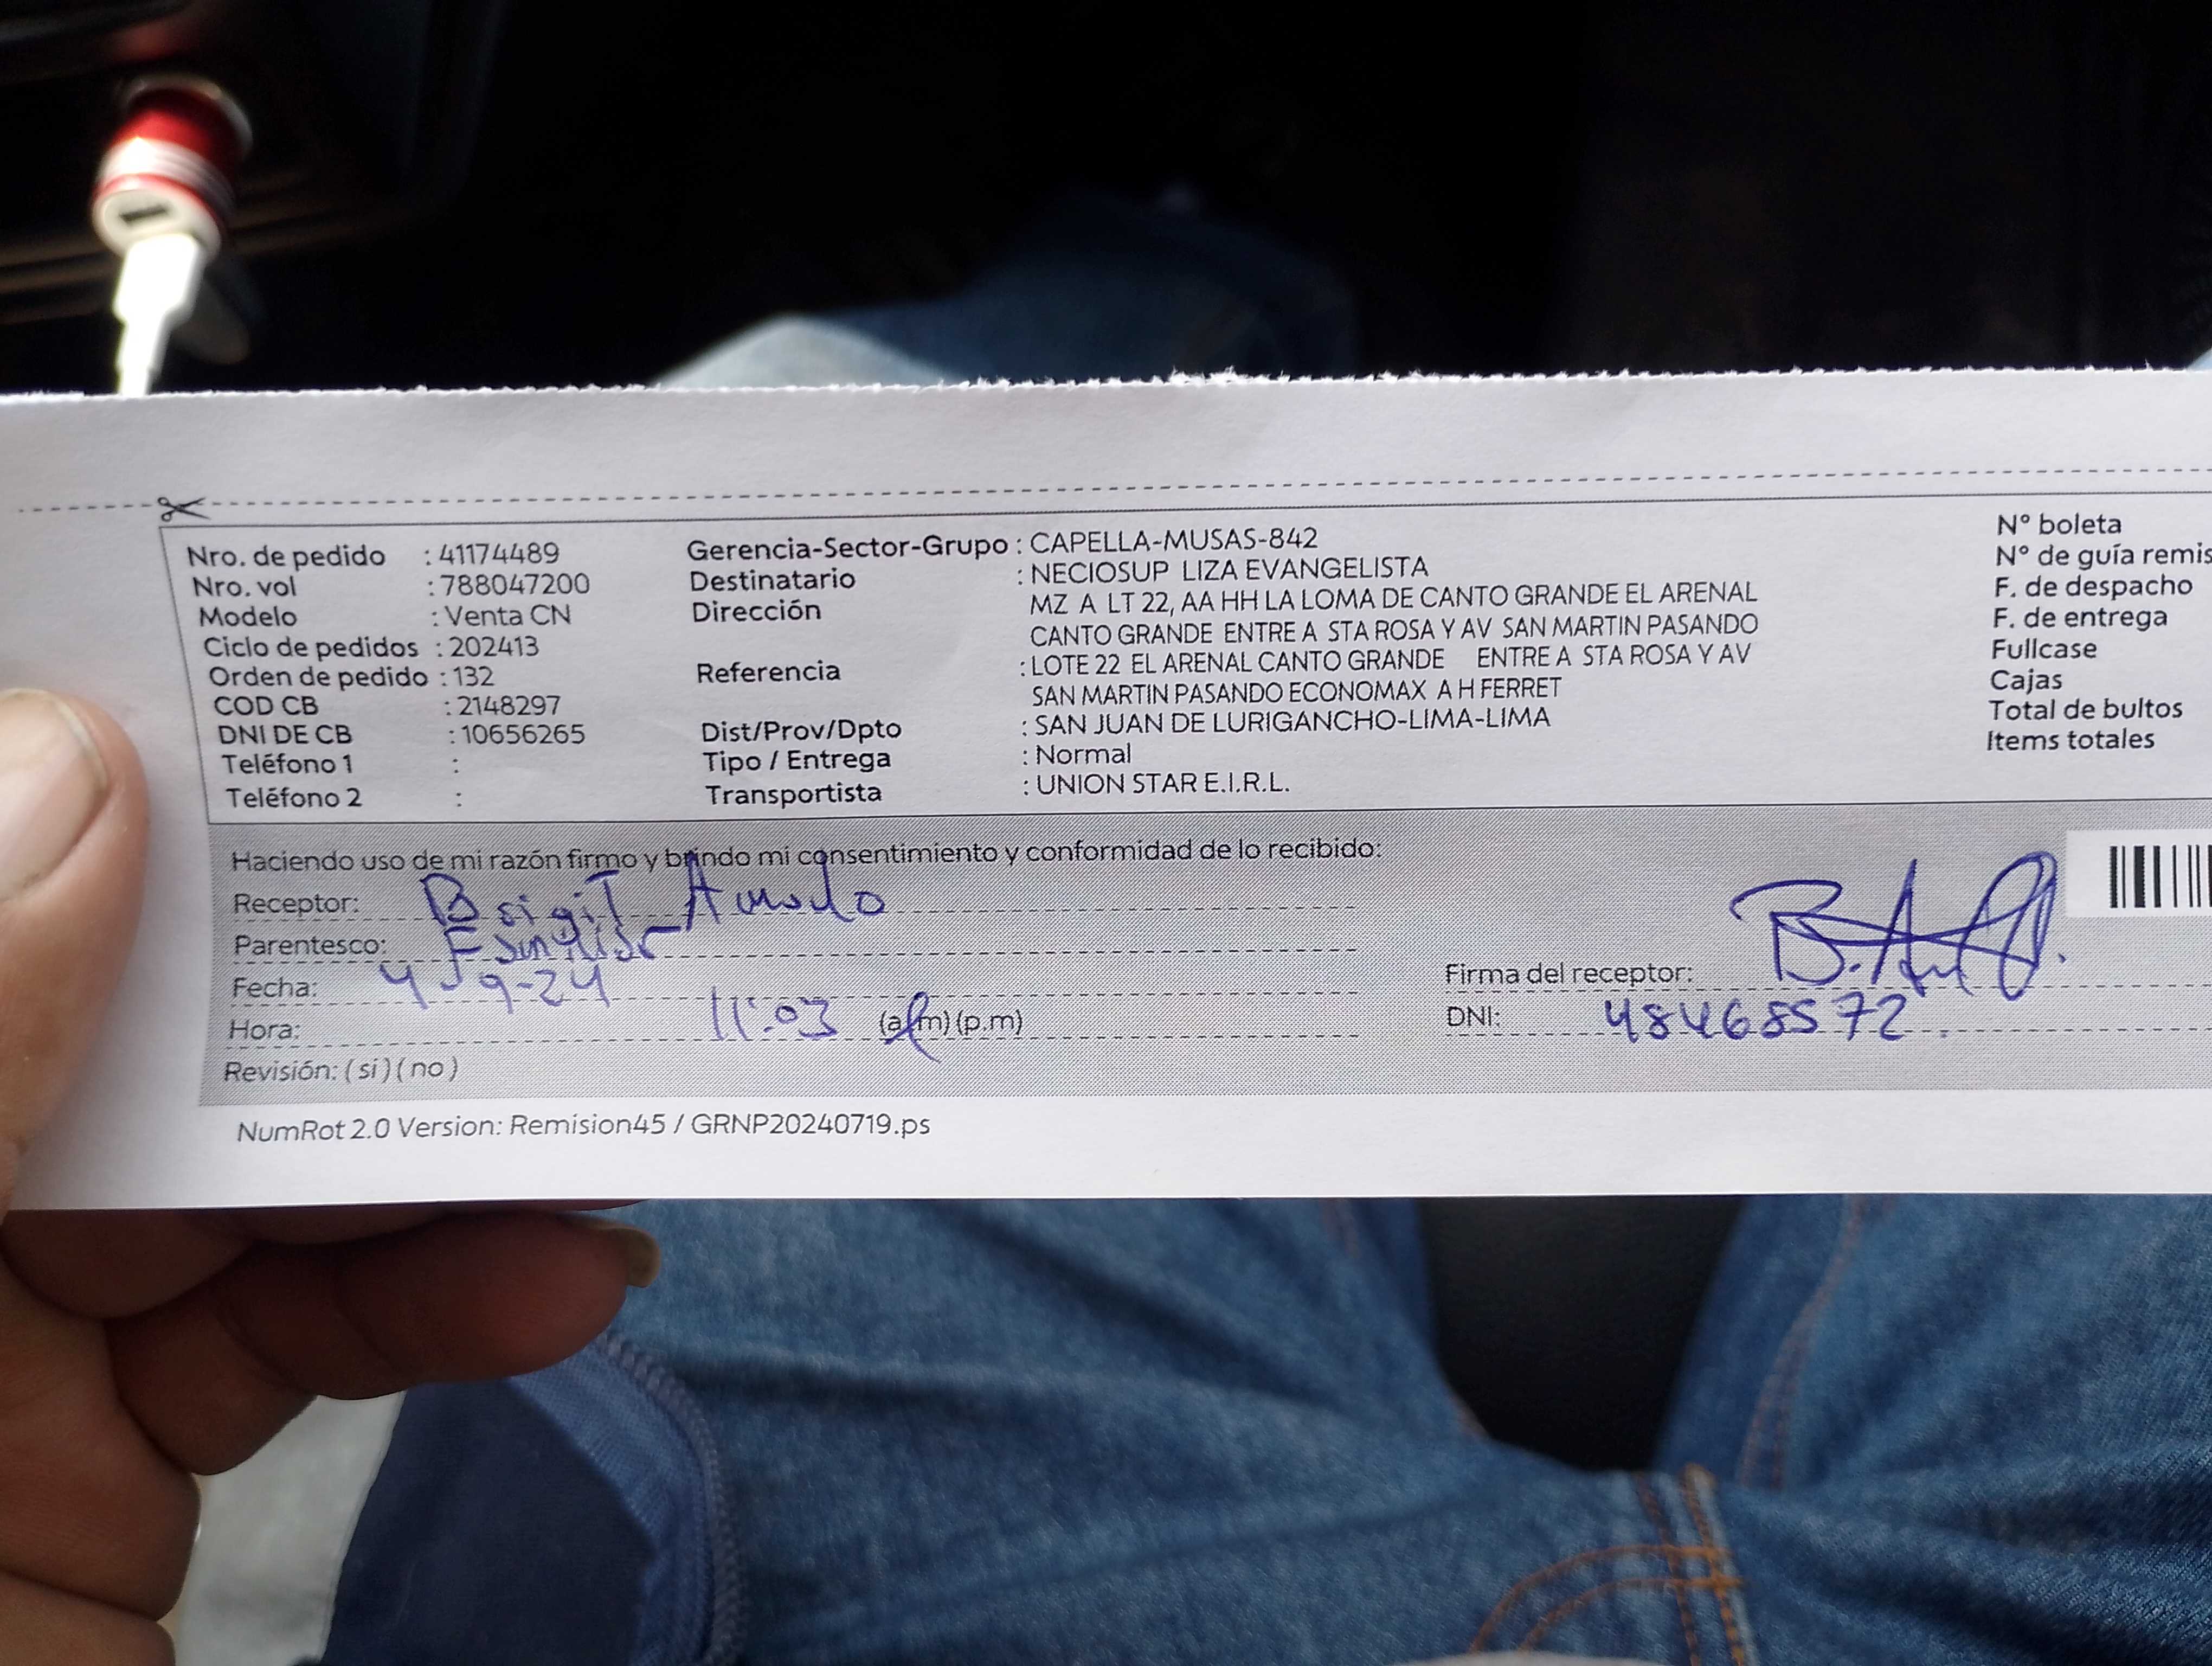 Nro. de pedido : 41174489
Nro. vol : 788047200
Modelo : Venta CN
Ciclo de pedidos : 202413
Orden de pedido : 132
COD CB : 2148297
DNI DE CB : 10656265
Teléfono 1 :
Teléfono 2 :
Gerencia-Sector-Grupo : CAPELLA-MUSAS-842
Destinatario : NECIOSUP LIZA EVANGELISTA
Dirección MZ A LT 22, AA HH LA LOMA DE CANTO GRANDE EL ARENAL
CANTO GRANDE ENTRE A STA ROSA Y AV SAN MARTIN PASANDO
Referencia : LOTE 22 EL ARENAL CANTO GRANDE ENTRE A STA ROSA Y AV
SAN MARTIN PASANDO ECONOMAX A H FERRET
Dist/Prov/Dpto : SAN JUAN DE LURIGANCHO-LIMA-LIMA
Tipo / Entrega : Normal
Transportista : UNION STAR E.I.R.L.
N° boleta
N° de guía remis
F. de despacho
F. de entrega
Fullcase
Cajas
Total de bultos
Items totales
Haciendo uso de mi razón firmo y brindo mi consentimiento y conformidad de lo recibido:
Receptor: Brigit
Parentesco:
Fecha: 4-9-24
Hora: 11:03 (a.m) (p.m)
Revisión: (si) (no)
Firma del receptor:
DNI: 48468572
NumRot 2.0 Version: Remision45 / GRNP20240719.ps